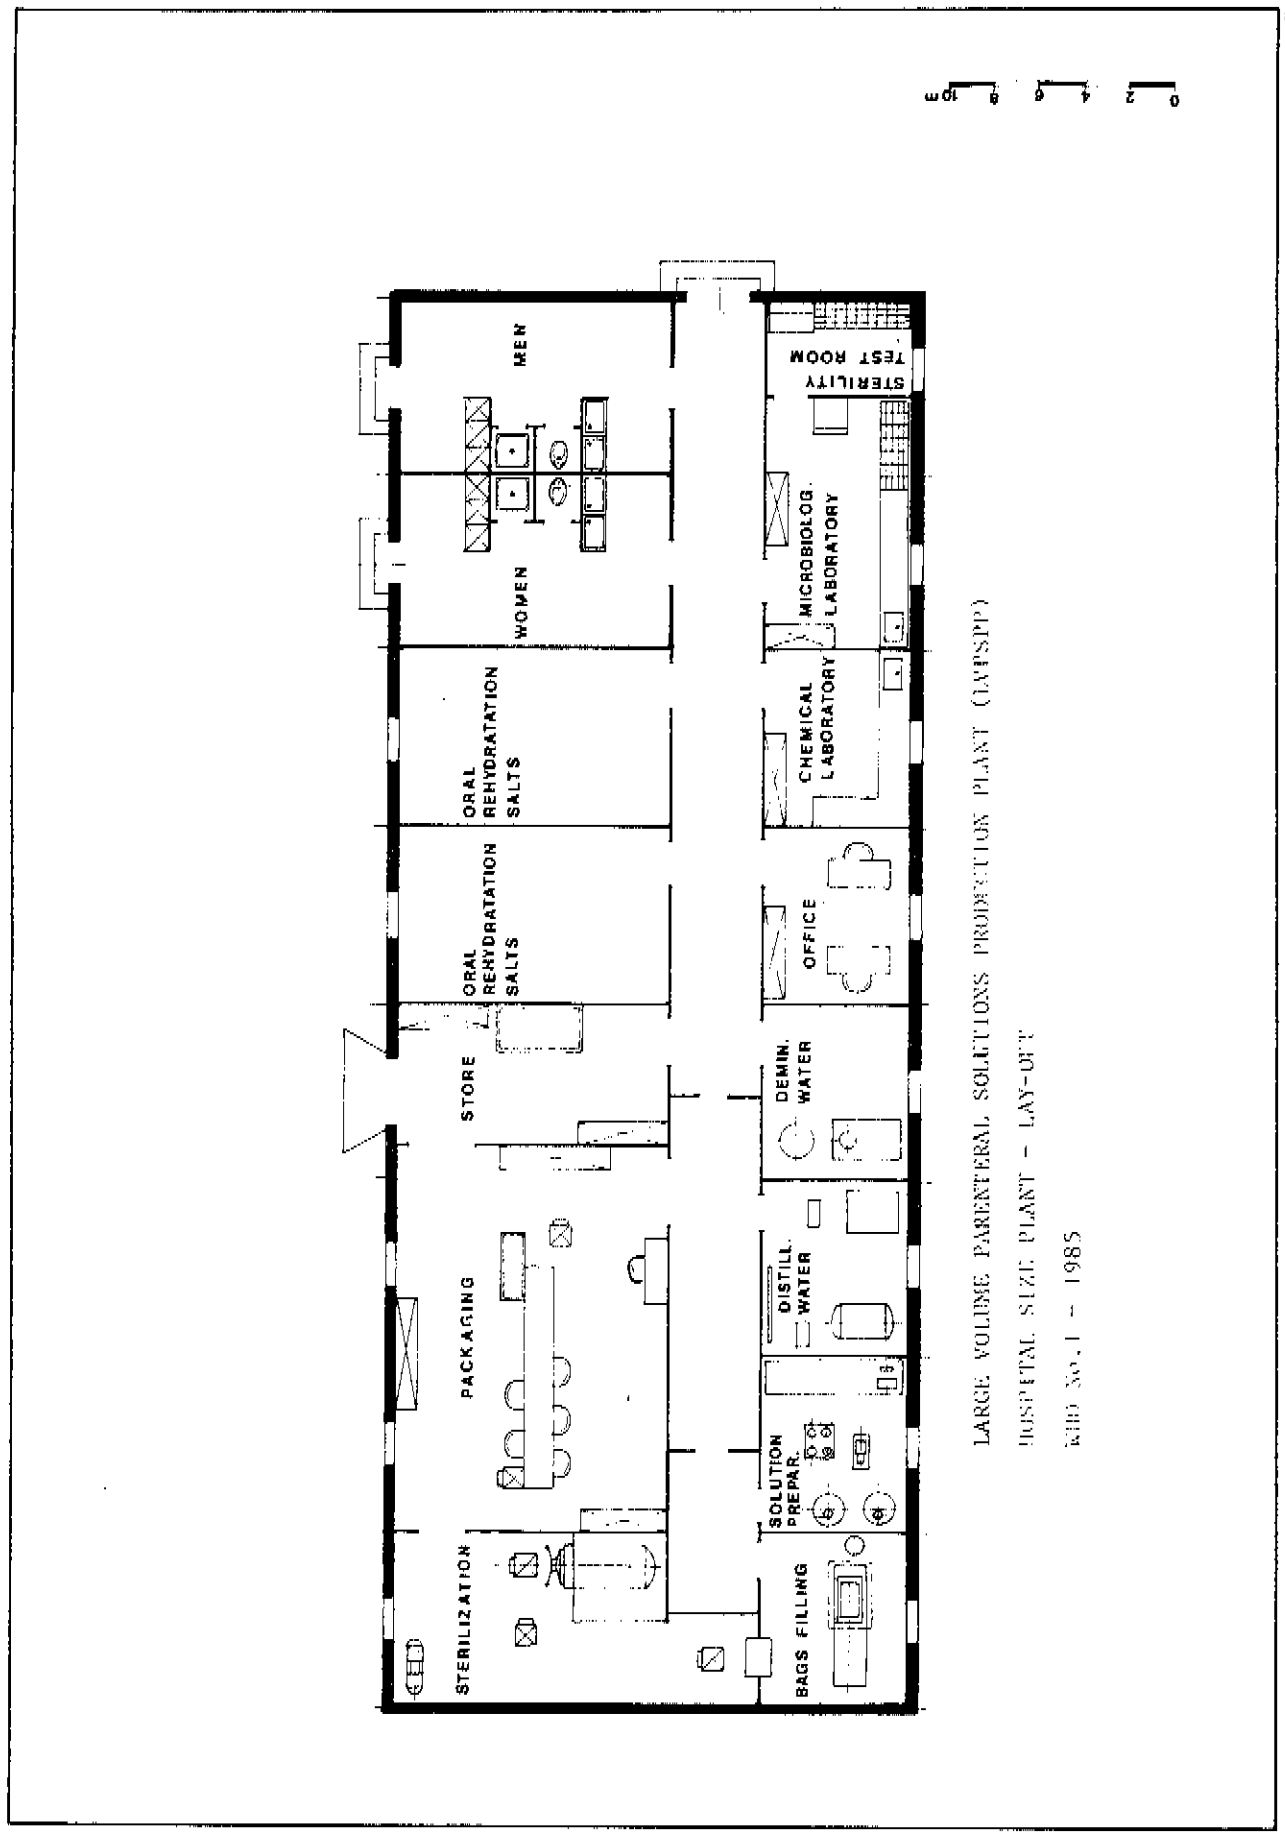 10 m 8 6 4 2 0
MEN
WOMEN
ORAL
REHYDRATATION
SALTS
ORAL
REHYDRATATION
SALTS
STORE
PACKAGING
STERILIZATION
STERILITY
TEST ROOM
MICROBIOLOG.
LABORATORY
CHEMICAL
LABORATORY
OFFICE
DEMIN.
WATER
DISTILL.
WATER
SOLUTION
PREPAR.
BAGS FILLING
LARGE VOLUME PARENTERAL SOLUTIONS PRODUCTION PLANT
HOSPITAL SIZE PLANT - LAY-OUT
No.1 - 1985